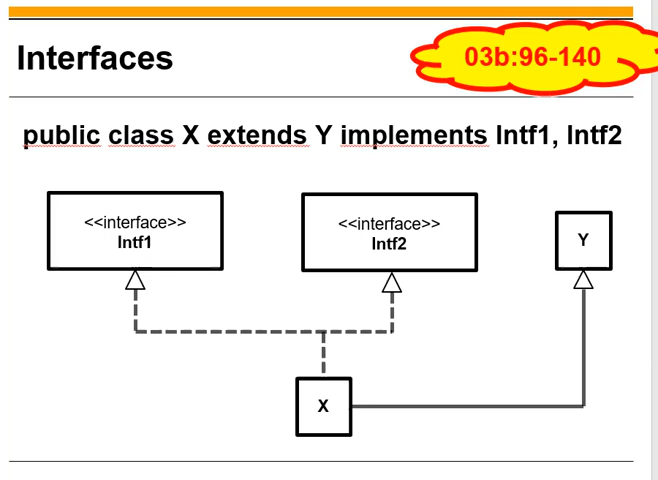 Interfaces
03b:96-140
public class X extends Y implements Intf1, Intf2
<<interface>>
Intf1
<<interface>>
Intf2
Y
X